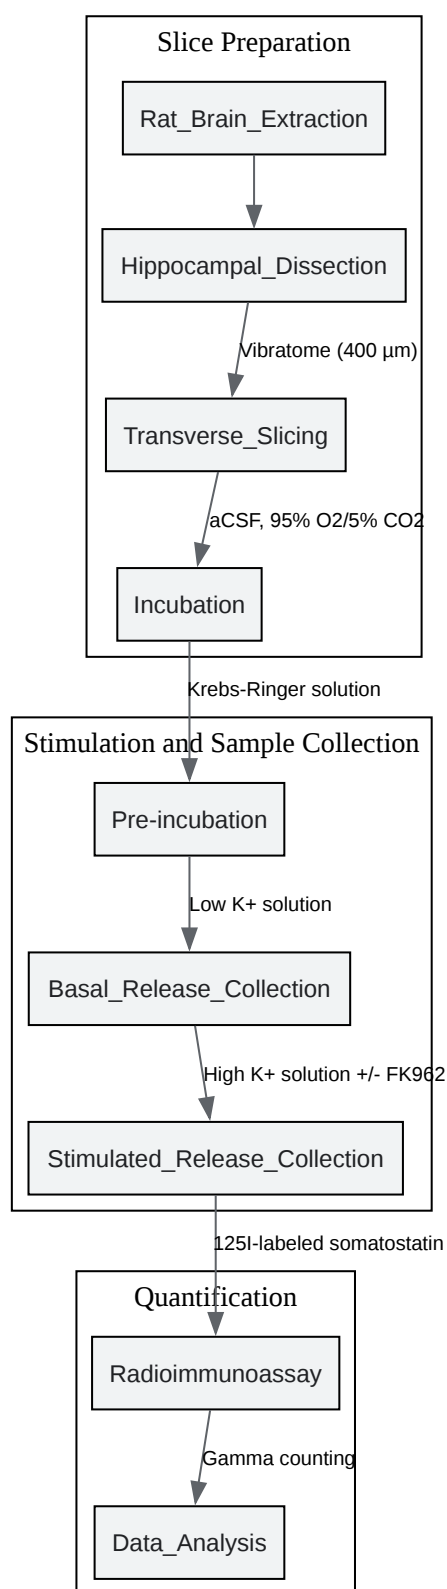 Slice Preparation
Rat_Brain_Extraction
Hippocampal_Dissection
Vibratome (400 µm)
Transverse_Slicing
aCSF, 95% O2/5% CO2
Incubation
Krebs-Ringer solution
Stimulation and Sample Collection
Pre-incubation
Low K+ solution
Basal_Release_Collection
High K+ solution +/- FK962
Stimulated_Release_Collection
125I-labeled somatostatin
Quantification
Radioimmunoassay
Gamma counting
Data_Analysis